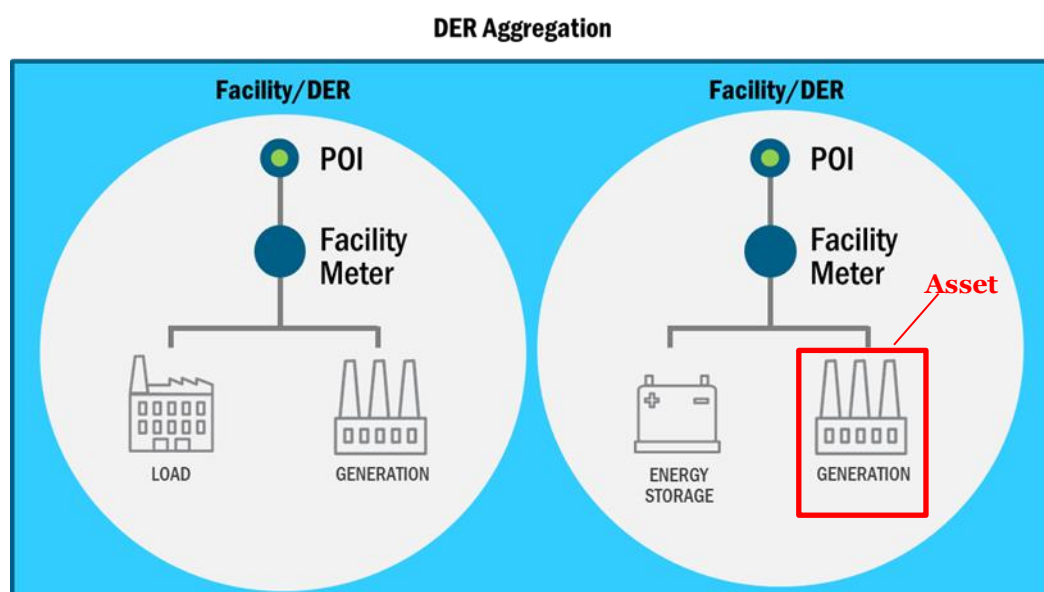 DER Aggregation
Facility/DER
POI
Facility
Meter
LOAD
GENERATION
Facility/DER
POI
Facility
Meter
Asset
ENERGY
STORAGE
GENERATION